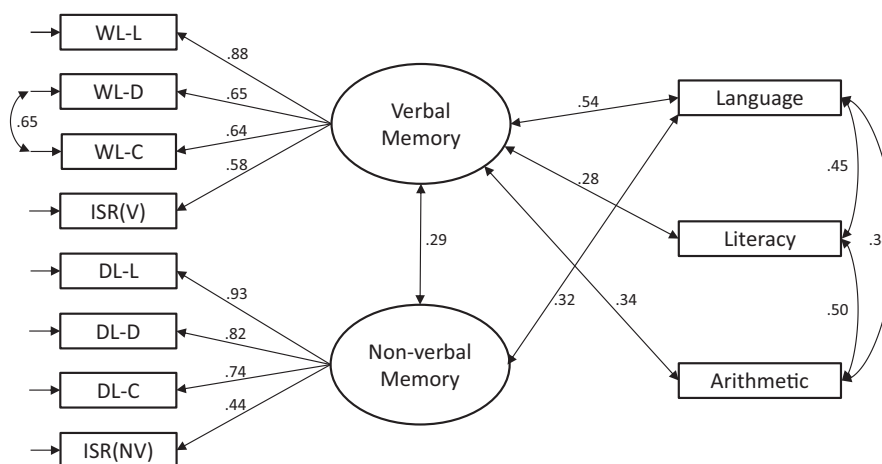 WL-L
WL-D
WL-C
ISR(V)
DL-L
DL-D
DL-C
ISR(NV)
.65
.88
.65
.64
.58
.93
.82
.74
.44
Verbal
Memory
.29
Non-verbal
Memory
.54
.28
.32
.34
Language
Literacy
Arithmetic
.45
.50